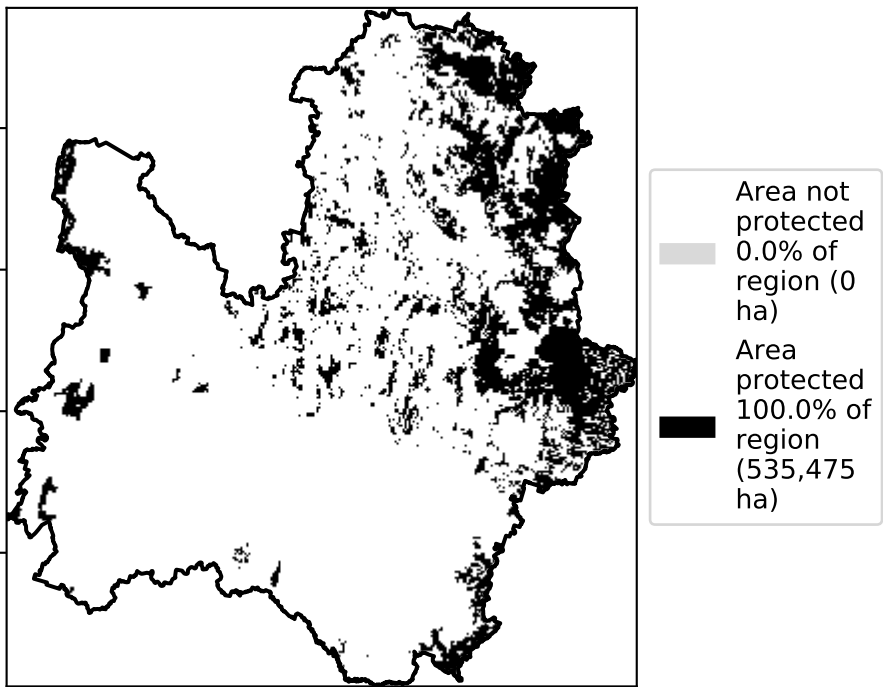 Area not
protected
0.0% of
region (0
ha)
Area
protected
100.0% of
region
(535,475
ha)